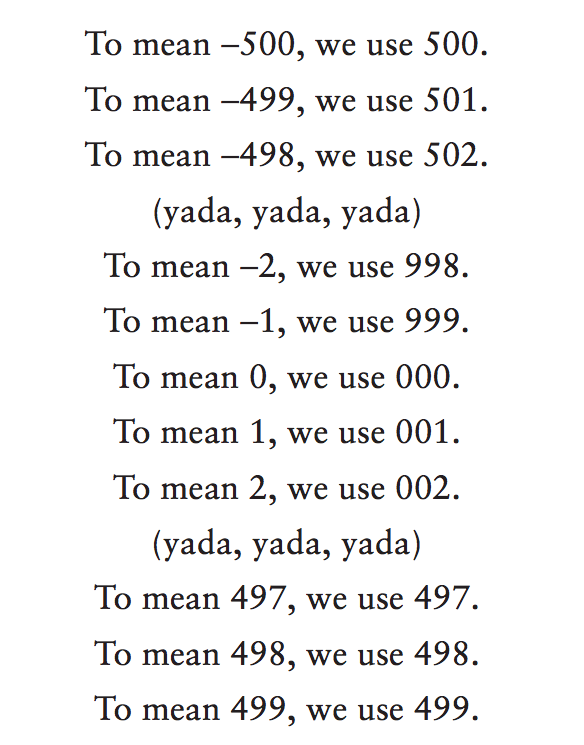 To mean –500, we use 500.
To mean –499, we use 501.
To mean –498, we use 502.
(yada, yada, yada)
To mean –2, we use 998.
To mean –1, we use 999.
To mean 0, we use 000.
To mean 1, we use 001.
To mean 2, we use 002.
(yada, yada, yada)
To mean 497, we use 497.
To mean 498, we use 498.
To mean 499, we use 499.